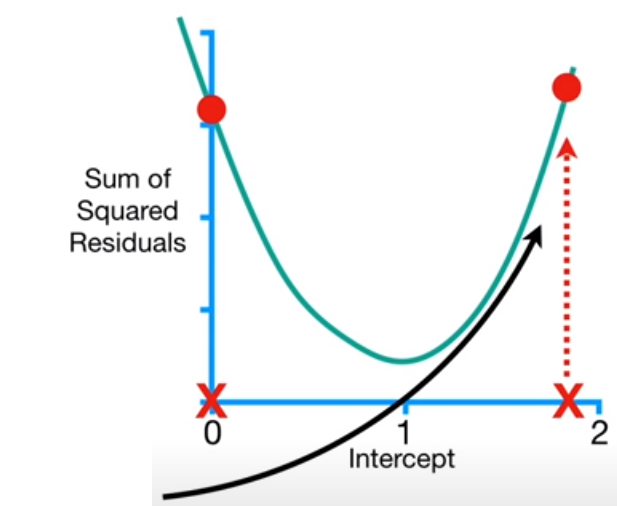 Sum of
Squared
Residuals
X X
0 1 2
Intercept